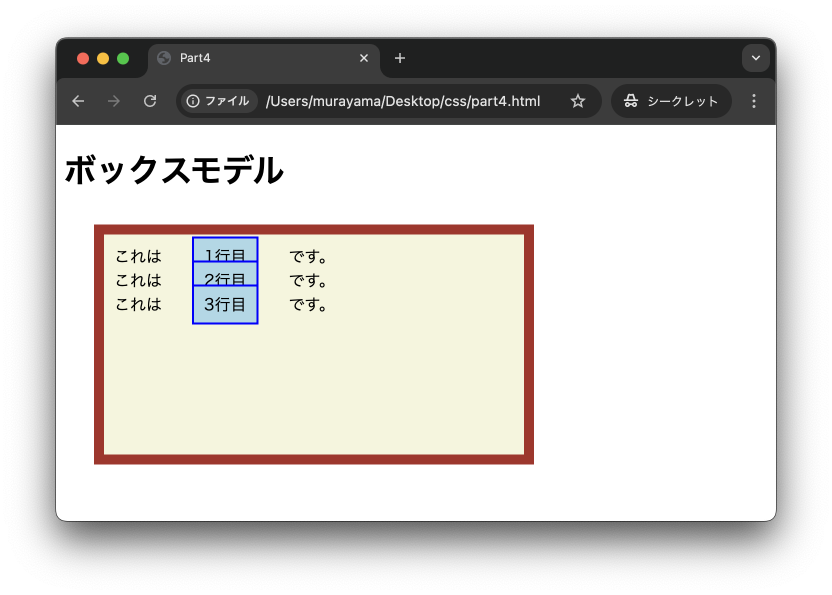 Part4
ファイル /Users/murayama/Desktop/css/part4.html シークレット
ボックスモデル
これは 1行目 です。
これは 2行目 です。
これは 3行目 です。